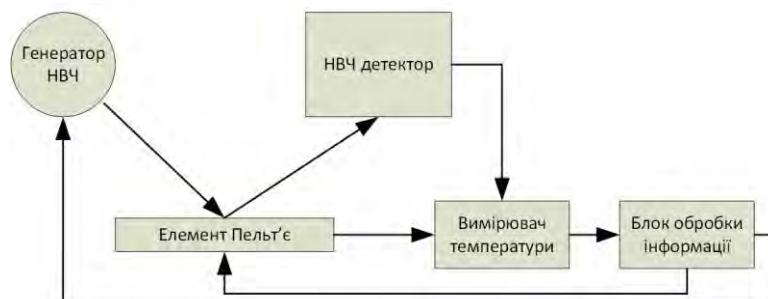 Генератор
НВЧ
НВЧ детектор
Елемент Пельт'є
Вимірювач
температури
Блок обробки
інформації